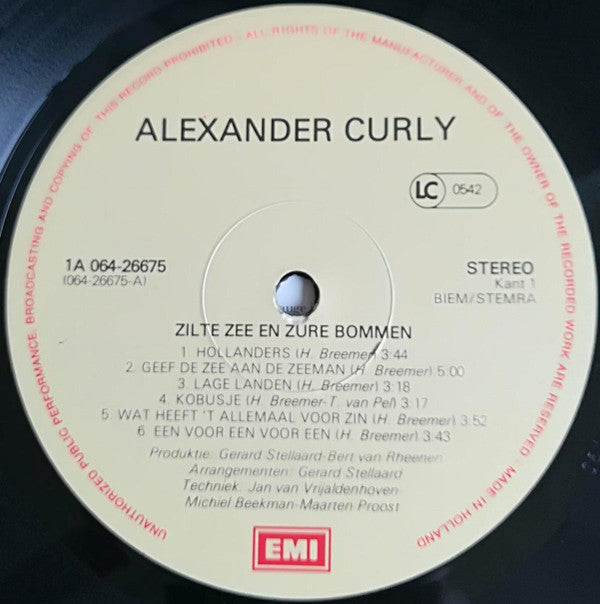 UNAUTHORIZED PUBLIC PERFORMANCE, BROADCASTING AND COPYING OF THIS RECORD PROHIBITED - ALL RIGHTS OF THE MANUFACTURER AND OF THE OWNER OF THE RECORDED WORK ARE RESERVED - MADE IN HOLLAND
ALEXANDER CURLY
LC 0542
1A 064-26675
(064-26675-A)
STEREO
Kant 1
BIEM/STEMRA
ZILTE ZEE EN ZURE BOMMEN
1. HOLLANDERS (H. Breemer) 3:44
2. GEEF DE ZEE AAN DE ZEEMAN (H. Breemer) 5:00
3. LAGE LANDEN (H. Breemer) 3:18
4. KOBUSJE (H. Breemer-T. van Pel) 3:17
5. WAT HEEFT 'T ALLEMAAL VOOR ZIN (H. Breemer) 3:52
6. EEN VOOR EEN VOOR EEN (H. Breemer) 3:43
Produktie: Gerard Stellaard-Bert van Rheenen
Arrangementen: Gerard Stellaard
Techniek: Jan van Vrijaldenhoven-
Michiel Beekman-Maarten Proost
EMI